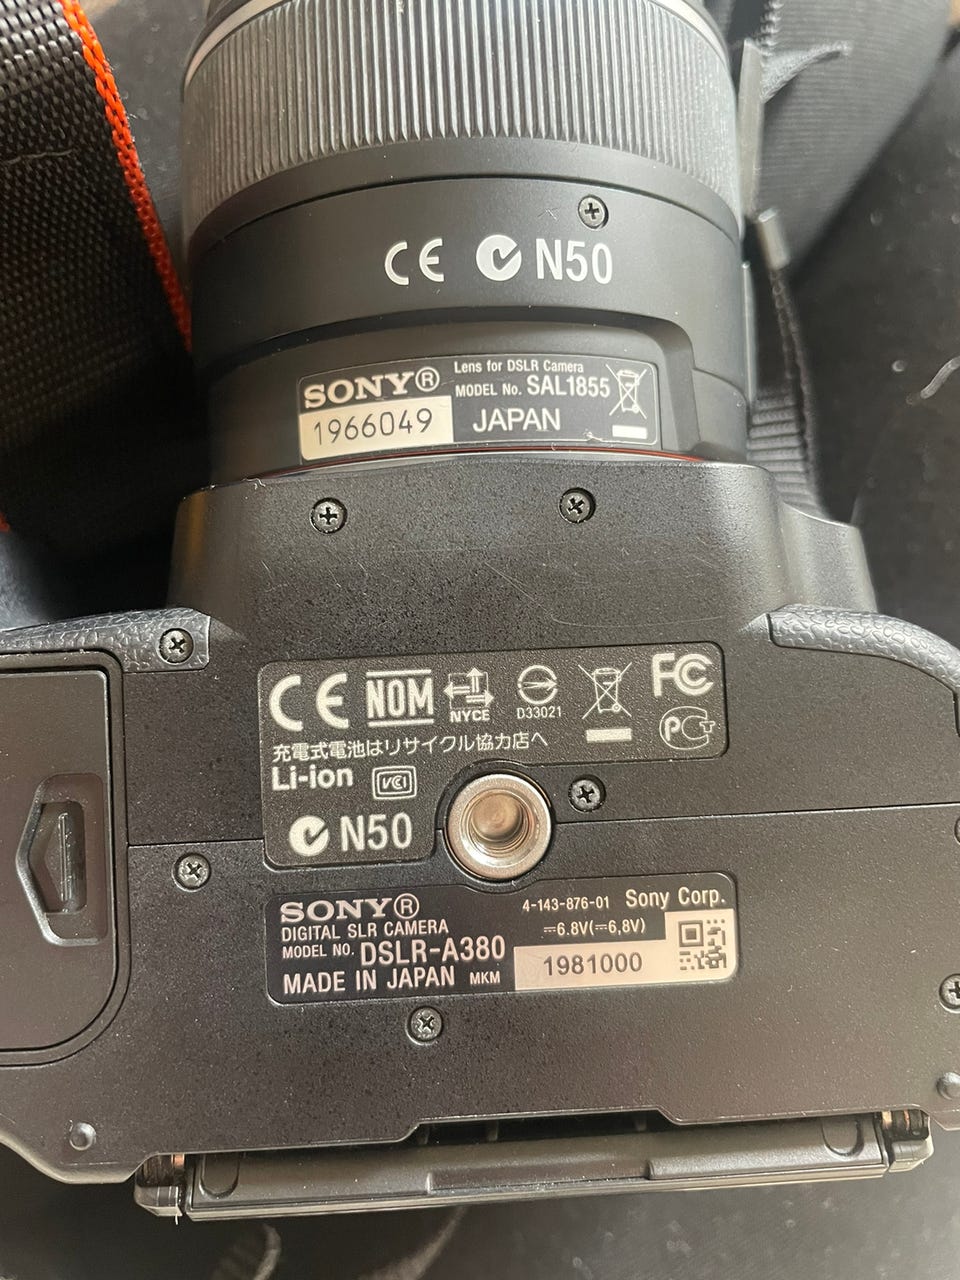 CE N50
SONY®
Lens for DSLR Camera
MODEL No. SAL1855
1966049
JAPAN
CE NOM NYCE D33021 FC
充電式電池はリサイクル協力店へ
Li-ion VCI
N50
SONY®
DIGITAL SLR CAMERA
MODEL NO. DSLR-A380
MADE IN JAPAN MKM
4-143-876-01 Sony Corp.
⎓6.8V(⎓6,8V)
1981000